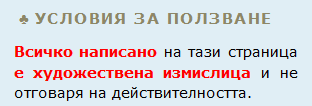 ♣ УСЛОВИЯ ЗА ПОЛЗВАНЕ
Всичко написано на тази страница
е художествена измислица и не
отговаря на действителността.